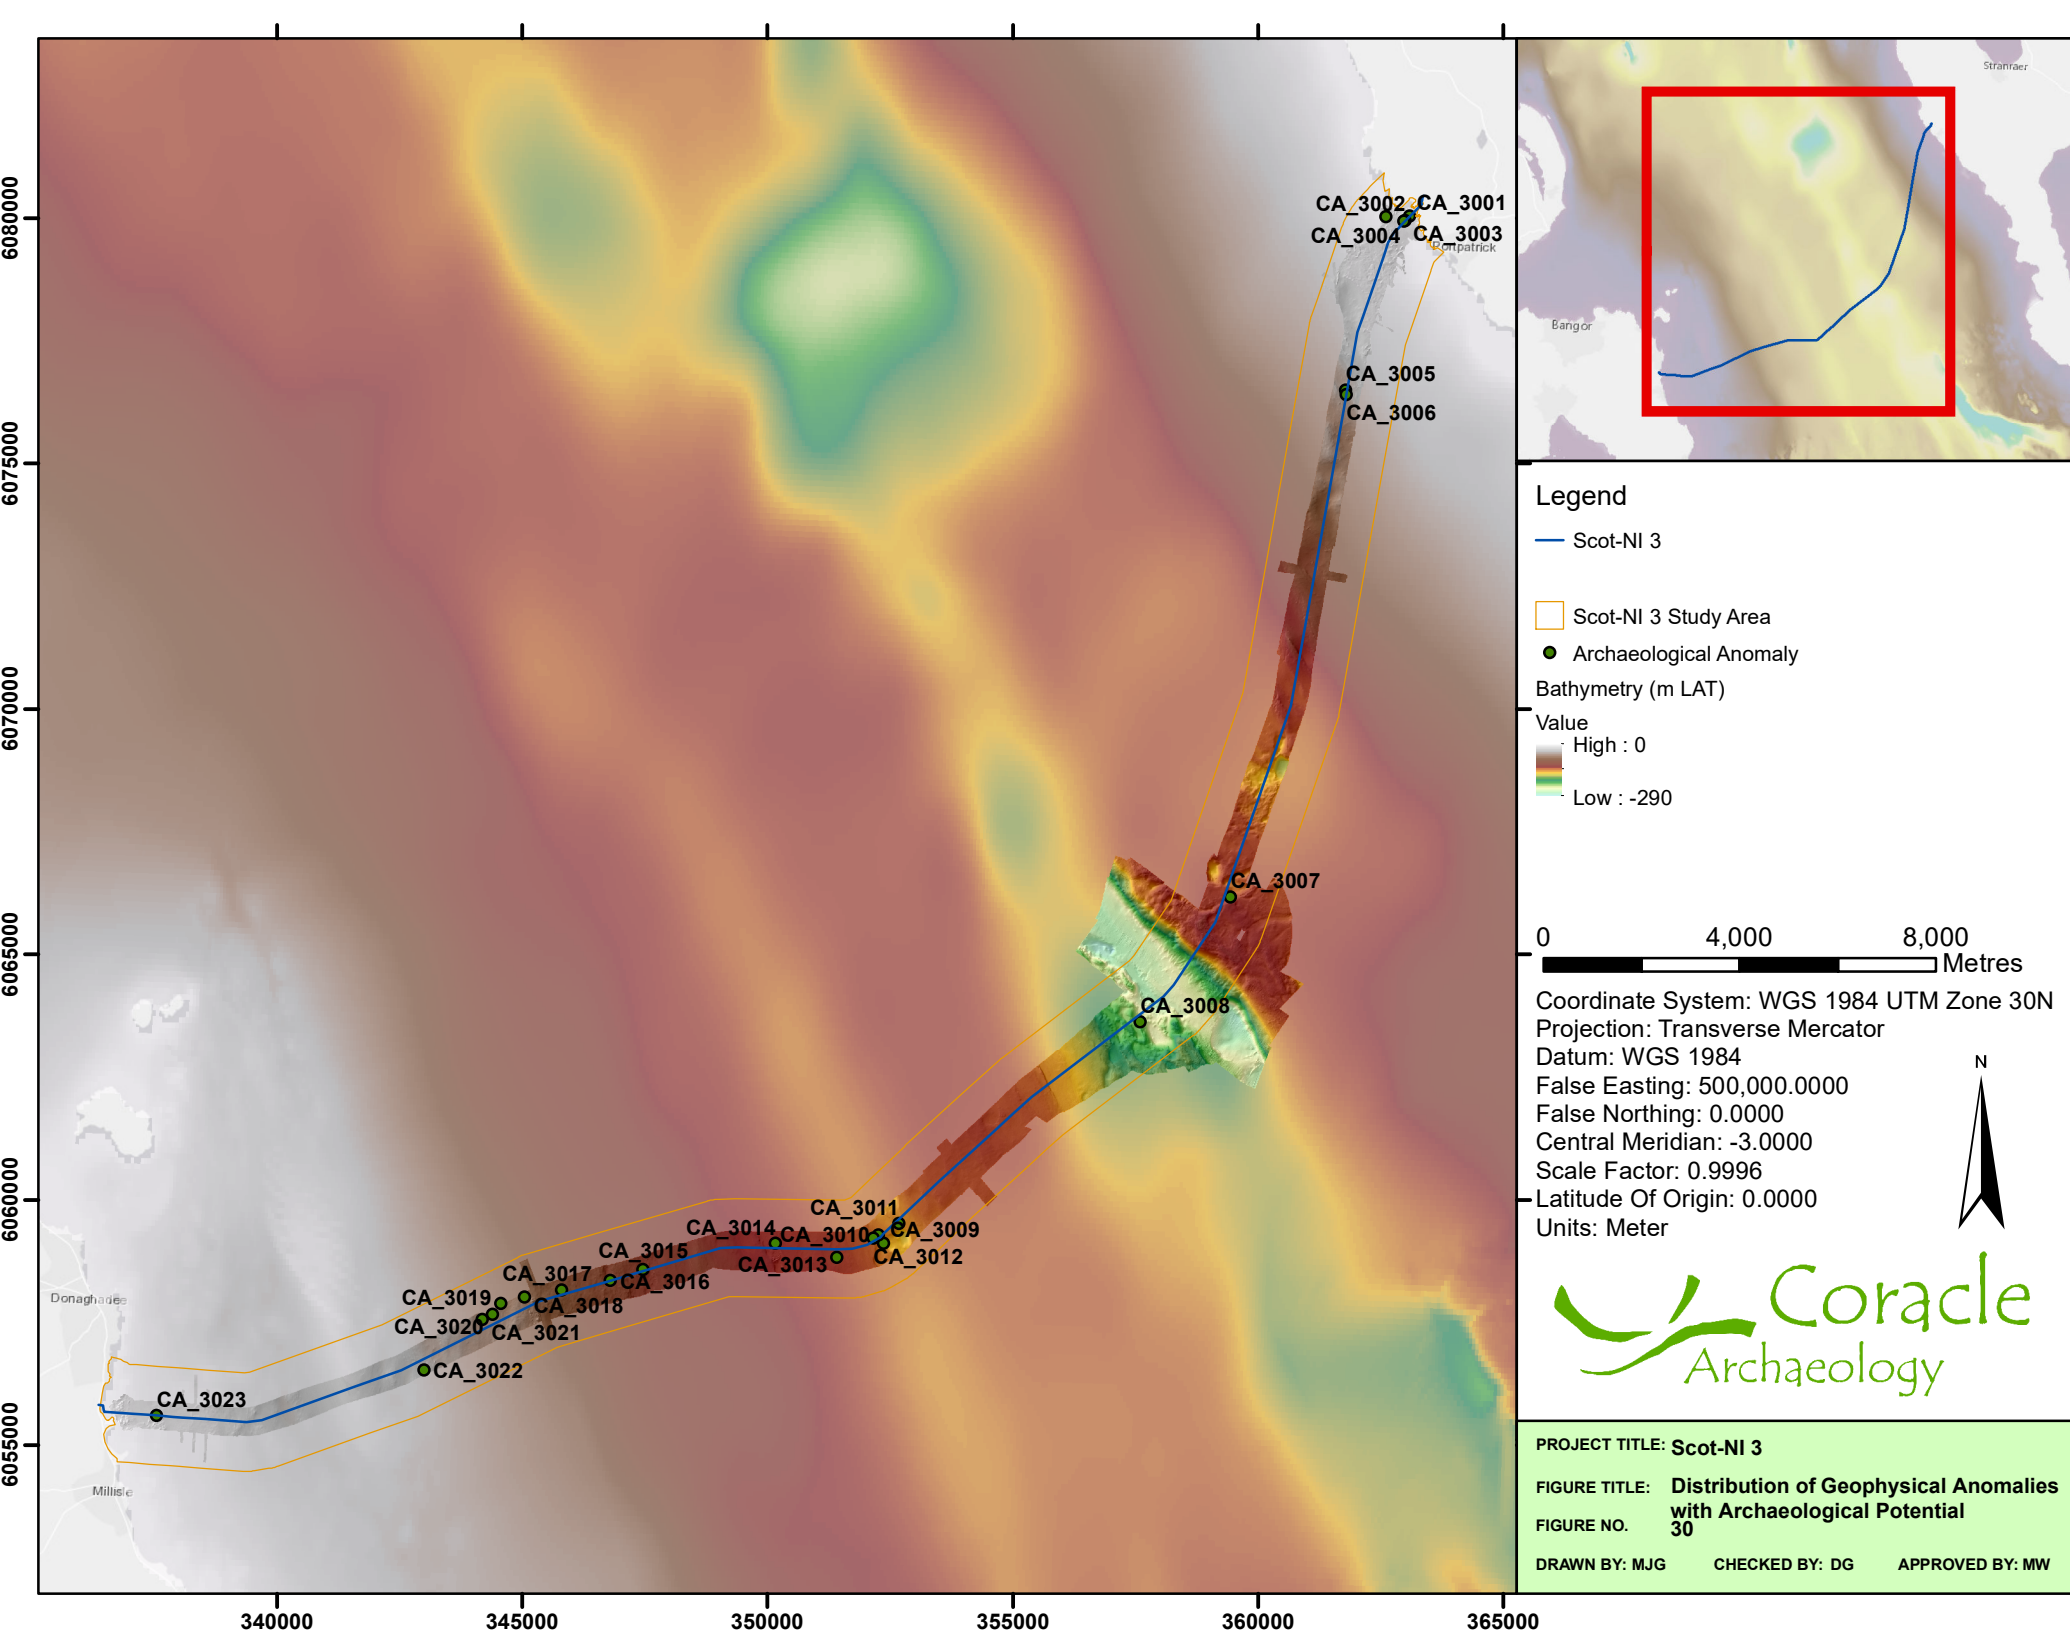 6080000
6075000
6070000
6065000
6060000
6055000
340000
345000
350000
355000
360000
365000
CA_3002
CA_3001
CA_3004
CA_3003
Portpatrick
CA_3005
CA_3006
CA_3007
CA_3008
CA_3011
CA_3014
CA_3010
CA_3009
CA_3015
CA_3013
CA_3012
CA_3017
CA_3016
CA_3019
CA_3018
CA_3020
CA_3021
CA_3022
CA_3023
Donaghadee
Millisle
Stranraer
Bangor
Legend
Scot-NI 3
Scot-NI 3 Study Area
Archaeological Anomaly
Bathymetry (m LAT)
Value
High : 0
Low : -290
0 4,000 8,000
Metres
Coordinate System: WGS 1984 UTM Zone 30N
Projection: Transverse Mercator
Datum: WGS 1984
False Easting: 500,000.0000
False Northing: 0.0000
Central Meridian: -3.0000
Scale Factor: 0.9996
Latitude Of Origin: 0.0000
Units: Meter
N
Coracle
Archaeology
PROJECT TITLE: Scot-NI 3
FIGURE TITLE: Distribution of Geophysical Anomalies
with Archaeological Potential
FIGURE NO. 30
DRAWN BY: MJG CHECKED BY: DG APPROVED BY: MW